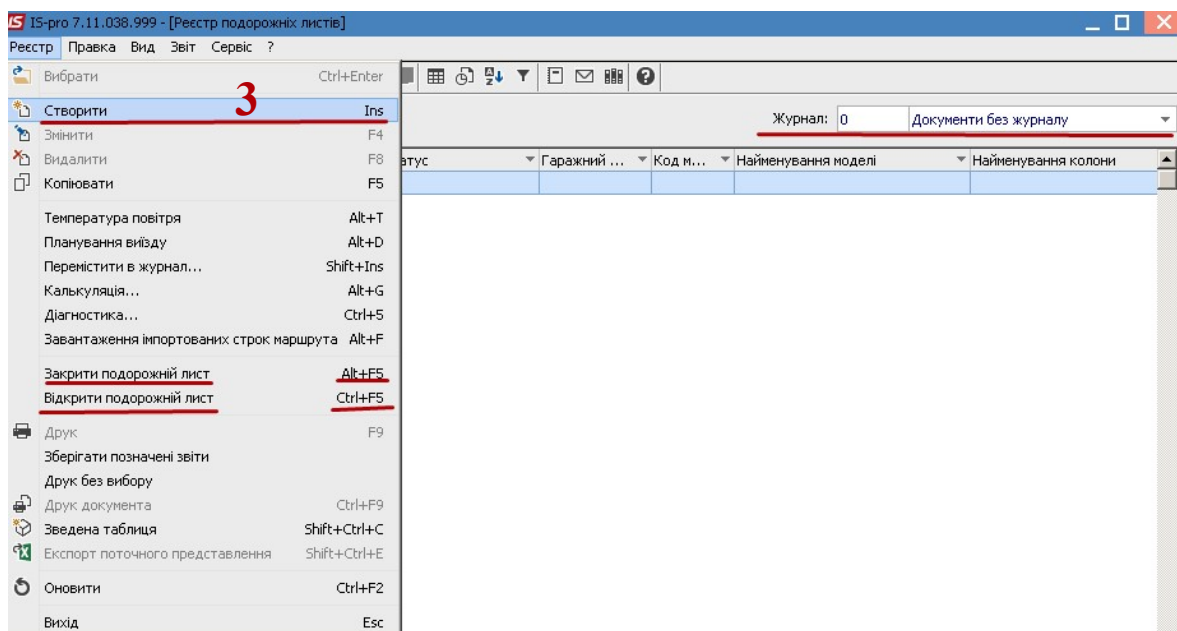 IS-pro 7.11.038.999 - [Реєстр подорожніх листів]
Реєстр Правка Вид Звіт Сервіс ?
Вибрати Ctrl+Enter
3
Створити Ins
Журнал: 0 Документи без журналу
Змінити F4
Видалити F8
атус Гаражний ... Код м... Найменування моделі Найменування колони
Копіювати F5
Температура повітря Alt+T
Планування виїзду Alt+D
Перемістити в журнал... Shift+Ins
Калькуляція... Alt+G
Діагностика... Ctrl+5
Завантаження імпортованих строк маршрута Alt+F
Закрити подорожній лист Alt+F5
Відкрити подорожній лист Ctrl+F5
Друк F9
Зберігати позначені звіти
Друк без вибору
Друк документа Ctrl+F9
Зведена таблиця Shift+Ctrl+C
Експорт поточного представлення Shift+Ctrl+E
Оновити Ctrl+F2
Вихід Esc